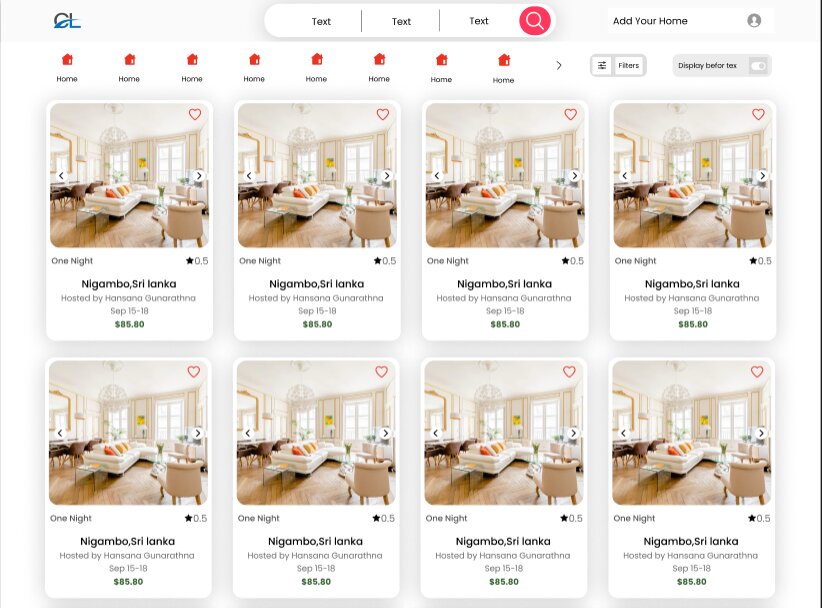 CL
Text Text Text
Add Your Home
Home Home Home Home Home Home Home Home
Filters
Display befor tex
One Night 0.5 One Night 0.5 One Night 0.5 One Night 0.5
Nigambo,Sri lanka Nigambo,Sri lanka Nigambo,Sri lanka Nigambo,Sri lanka
Hosted by Hansana Gunarathna Hosted by Hansana Gunarathna Hosted by Hansana Gunarathna Hosted by Hansana Gunarathna
Sep 15-18 Sep 15-18 Sep 15-18 Sep 15-18
$85.80 $85.80 $85.80 $85.80
One Night 0.5 One Night 0.5 One Night 0.5 One Night 0.5
Nigambo,Sri lanka Nigambo,Sri lanka Nigambo,Sri lanka Nigambo,Sri lanka
Hosted by Hansana Gunarathna Hosted by Hansana Gunarathna Hosted by Hansana Gunarathna Hosted by Hansana Gunarathna
Sep 15-18 Sep 15-18 Sep 15-18 Sep 15-18
$85.80 $85.80 $85.80 $85.80